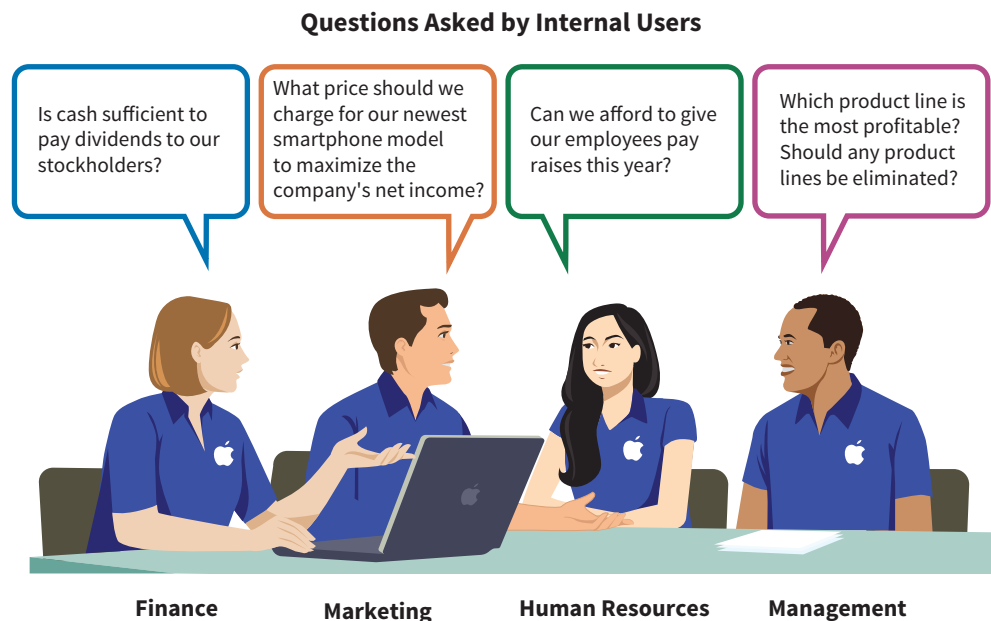 Questions Asked by Internal Users
Is cash sufficient to
pay dividends to our
stockholders?
What price should we
charge for our newest
smartphone model
to maximize the
company's net income?
Can we afford to give
our employees pay
raises this year?
Which product line is
the most profitable?
Should any product
lines be eliminated?
Finance
Marketing
Human Resources
Management